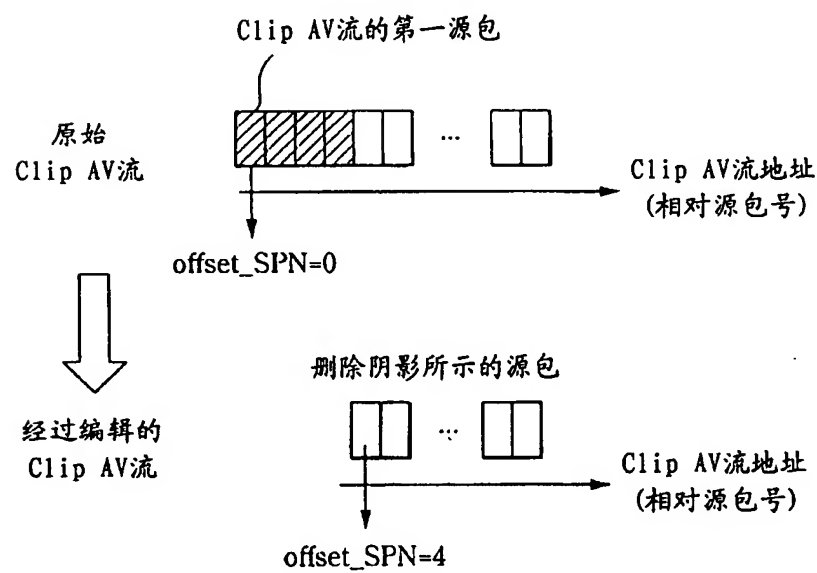 Clip AV流的第一源包
原始
Clip AV流
...
Clip AV流地址
(相对源包号)
offset_SPN=0
删除阴影所示的源包
经过编辑的
Clip AV流
...
Clip AV流地址
(相对源包号)
offset_SPN=4